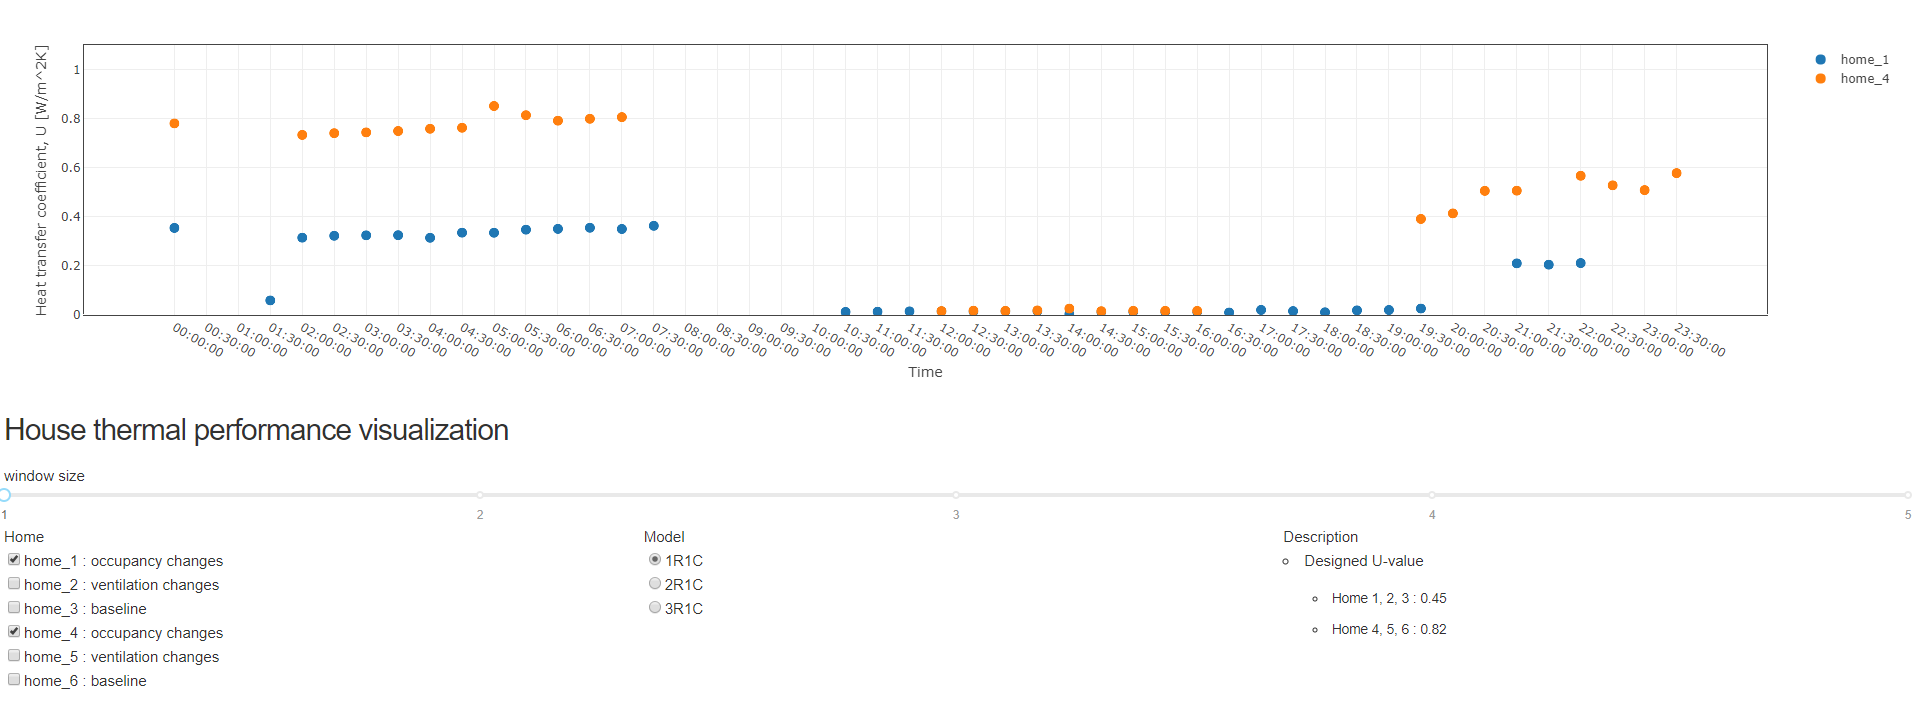 Heat transfer coefficient, U [W/m^2K]
1
0.8
0.6
0.4
0.2
0
home_1
home_4
00:00:00
00:30:00
01:00:00
01:30:00
02:00:00
02:30:00
03:00:00
03:30:00
04:00:00
04:30:00
05:00:00
05:30:00
06:00:00
06:30:00
07:00:00
07:30:00
08:00:00
08:30:00
09:00:00
09:30:00
10:00:00
10:30:00
11:00:00
11:30:00
12:00:00
12:30:00
13:00:00
13:30:00
14:00:00
14:30:00
15:00:00
15:30:00
16:00:00
16:30:00
17:00:00
17:30:00
18:00:00
18:30:00
19:00:00
19:30:00
20:00:00
20:30:00
21:00:00
21:30:00
22:00:00
22:30:00
23:00:00
23:30:00
Time
House thermal performance visualization
window size
1 2 3 4 5
Home
home_1 : occupancy changes
home_2 : ventilation changes
home_3 : baseline
home_4 : occupancy changes
home_5 : ventilation changes
home_6 : baseline
Model
1R1C
2R1C
3R1C
Description
Designed U-value
Home 1, 2, 3 : 0.45
Home 4, 5, 6 : 0.82